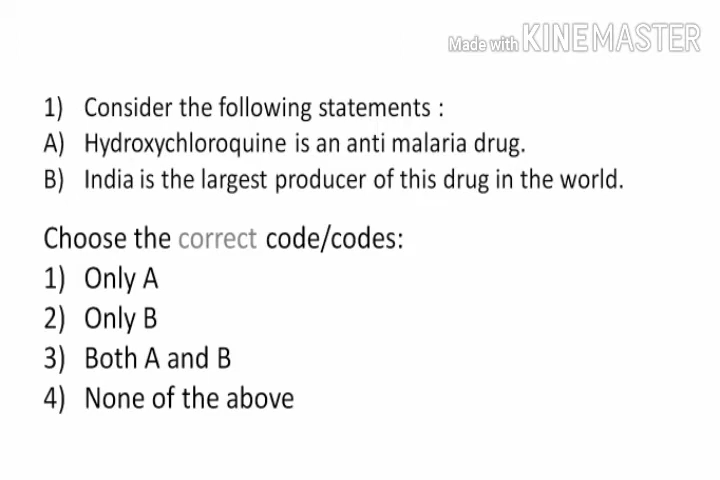 Made with KINEMASTER
1) Consider the following statements :
A) Hydroxychloroquine is an anti malaria drug.
B) India is the largest producer of this drug in the world.
Choose the correct code/codes:
1) Only A
2) Only B
3) Both A and B
4) None of the above